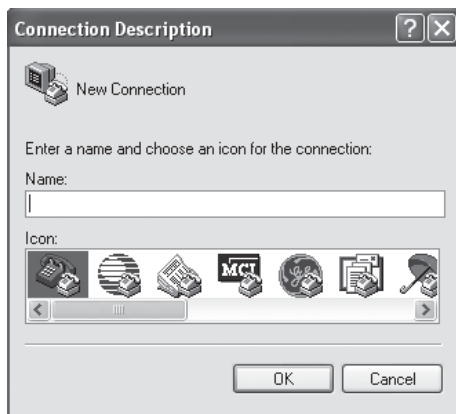 Connection Description
New Connection
Enter a name and choose an icon for the connection:
Name:
Icon:
MCI
OK Cancel